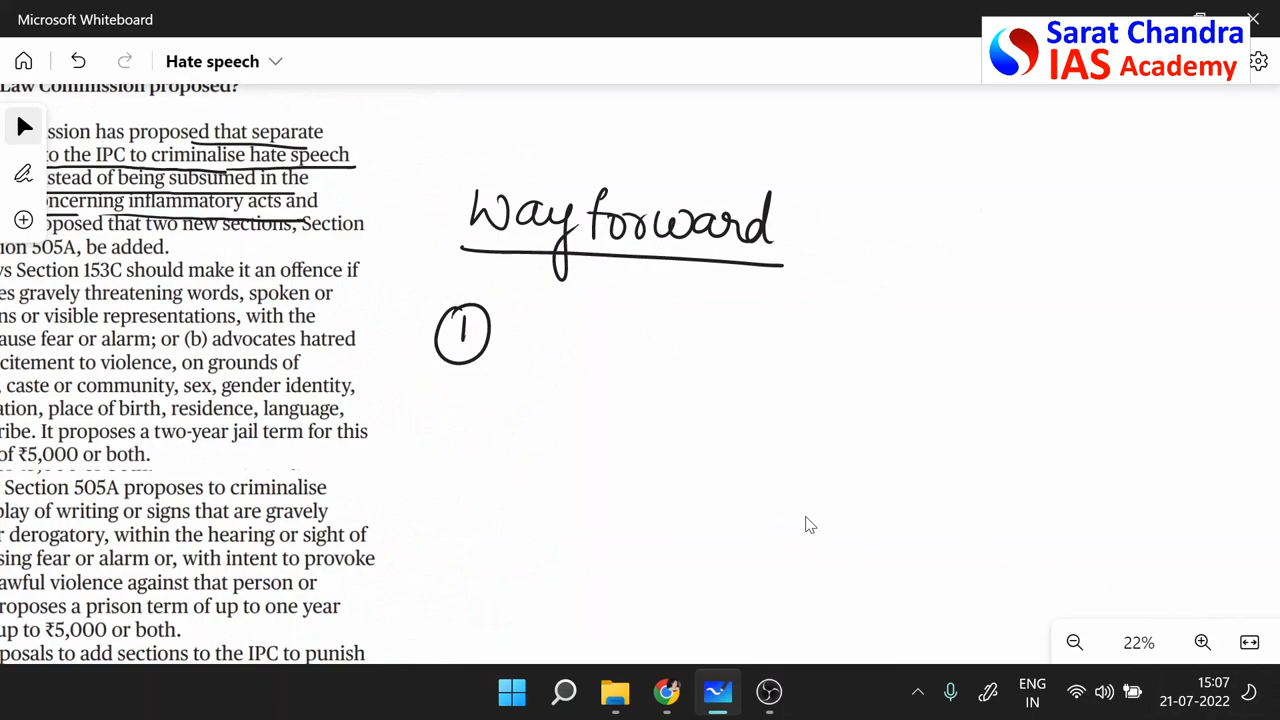 Microsoft Whiteboard
Sarat Chandra
IAS Academy
Hate speech
Law Commission proposed?
ssion has proposed that separate
to the IPC to criminalise hate speech
stead of being subsumed in the
oncerning inflammatory acts and
oposed that two new sections, Section
ion 505A, be added.
ys Section 153C should make it an offence if
es gravely threatening words, spoken or
ns or visible representations, with the
ause fear or alarm; or (b) advocates hatred
citement to violence, on grounds of
, caste or community, sex, gender identity,
ation, place of birth, residence, language,
ribe. It proposes a two-year jail term for this
of ₹5,000 or both.
Section 505A proposes to criminalise
play of writing or signs that are gravely
r derogatory, within the hearing or sight of
sing fear or alarm or, with intent to provoke
awful violence against that person or
roposes a prison term of up to one year
up to ₹5,000 or both.
posals to add sections to the IPC to punish
Way forward
1
22%
ENG
IN
15:07
21-07-2022